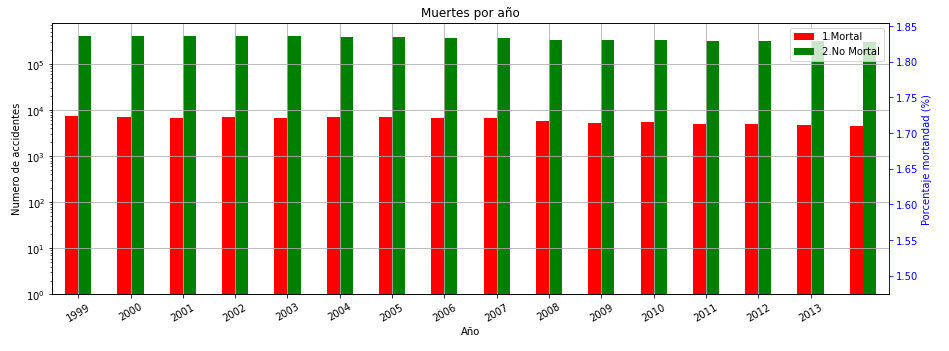 Muertes por año
1.Mortal
2.No Mortal
Numero de accidentes
10^5
10^4
10^3
10^2
10^1
10^0
1.85
1.80
1.75
1.70
1.65
1.60
1.55
1.50
Porcentaje mortandad (%)
1999 2000 2001 2002 2003 2004 2005 2006 2007 2008 2009 2010 2011 2012 2013
Año